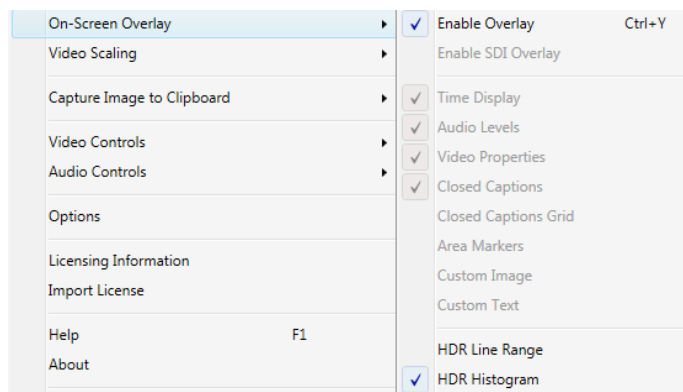 On-Screen Overlay
Video Scaling
Capture Image to Clipboard
Video Controls
Audio Controls
Options
Licensing Information
Import License
Help F1
About
Enable Overlay Ctrl+Y
Enable SDI Overlay
Time Display
Audio Levels
Video Properties
Closed Captions
Closed Captions Grid
Area Markers
Custom Image
Custom Text
HDR Line Range
HDR Histogram